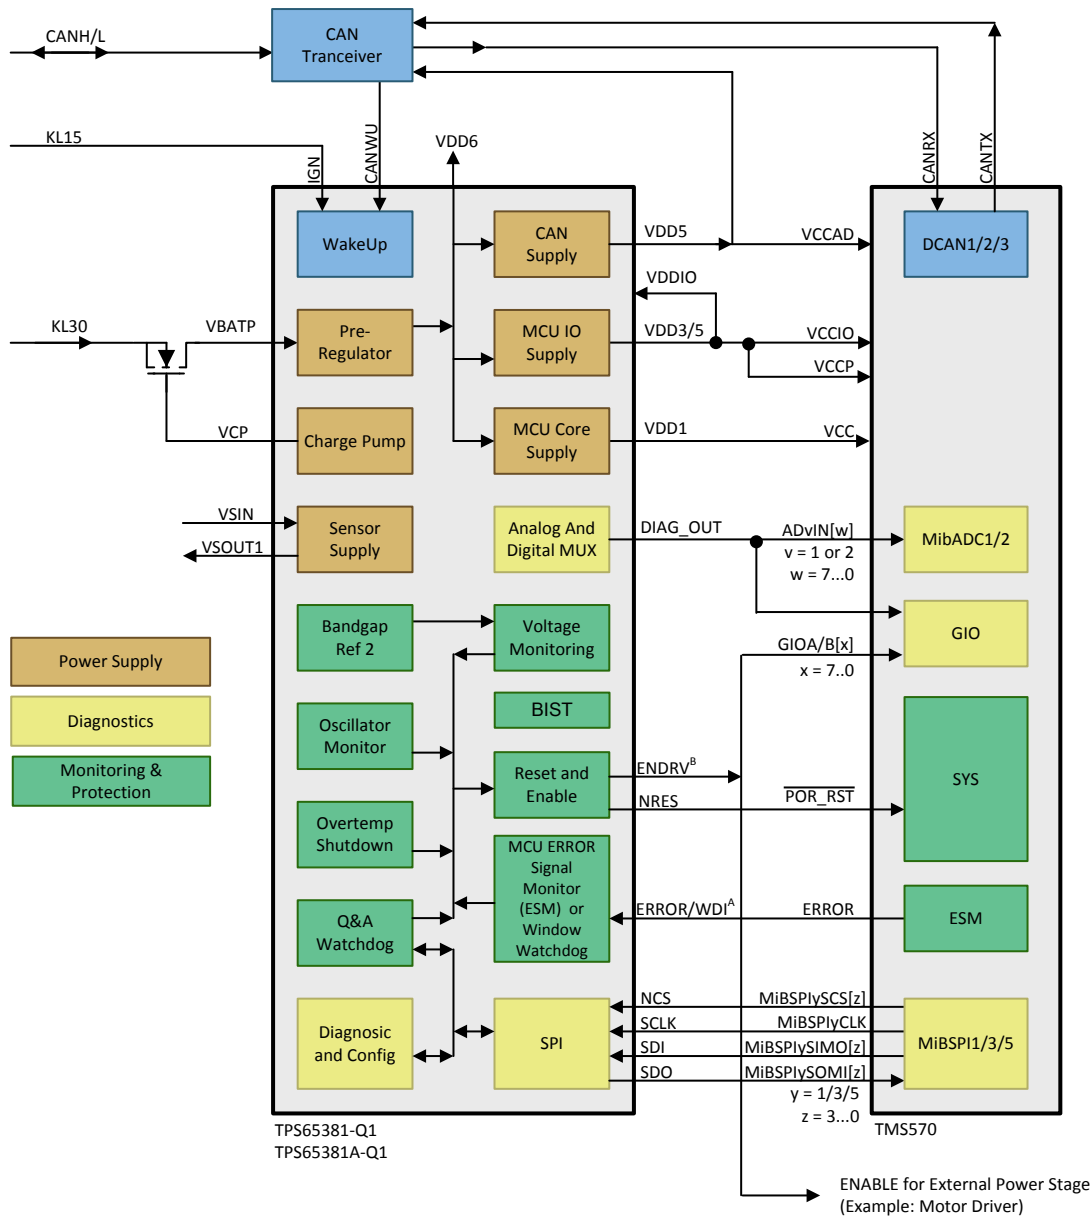 CANH/L
CAN
Tranceiver
KL15
IGN
CANWU
VDD6
CANRX
CANTX
WakeUp
CAN
Supply
VDD5
VCCAD
DCAN1/2/3
VDDIO
KL30
VBATP
Pre-
Regulator
MCU IO
Supply
VDD3/5
VCCIO
VCCP
VCP
Charge Pump
MCU Core
Supply
VDD1
VCC
VSIN
VSOUT1
Sensor
Supply
Analog And
Digital MUX
DIAG_OUT
ADvIN[w]
v = 1 or 2
w = 7...0
MibADC1/2
Bandgap
Ref 2
Voltage
Monitoring
GIOA/B[x]
x = 7..0
GIO
Power Supply
Diagnostics
Monitoring &
Protection
BIST
Oscillator
Monitor
Reset and
Enable
ENDRVᴮ
NRES
POR_RST
SYS
Overtemp
Shutdown
MCU ERROR
Signal
Monitor
(ESM) or
Window
Watchdog
Q&A
Watchdog
ERROR/WDIᴬ
ERROR
ESM
Diagnosic
and Config
SPI
NCS
MiBSPIySCS[z]
SCLK
MiBSPIyCLK
SDI
MiBSPIySIMO[z]
SDO
MiBSPIySOMI[z]
y = 1/3/5
z = 3...0
MiBSPI1/3/5
TPS65381-Q1
TPS65381A-Q1
TMS570
ENABLE for External Power Stage
(Example: Motor Driver)